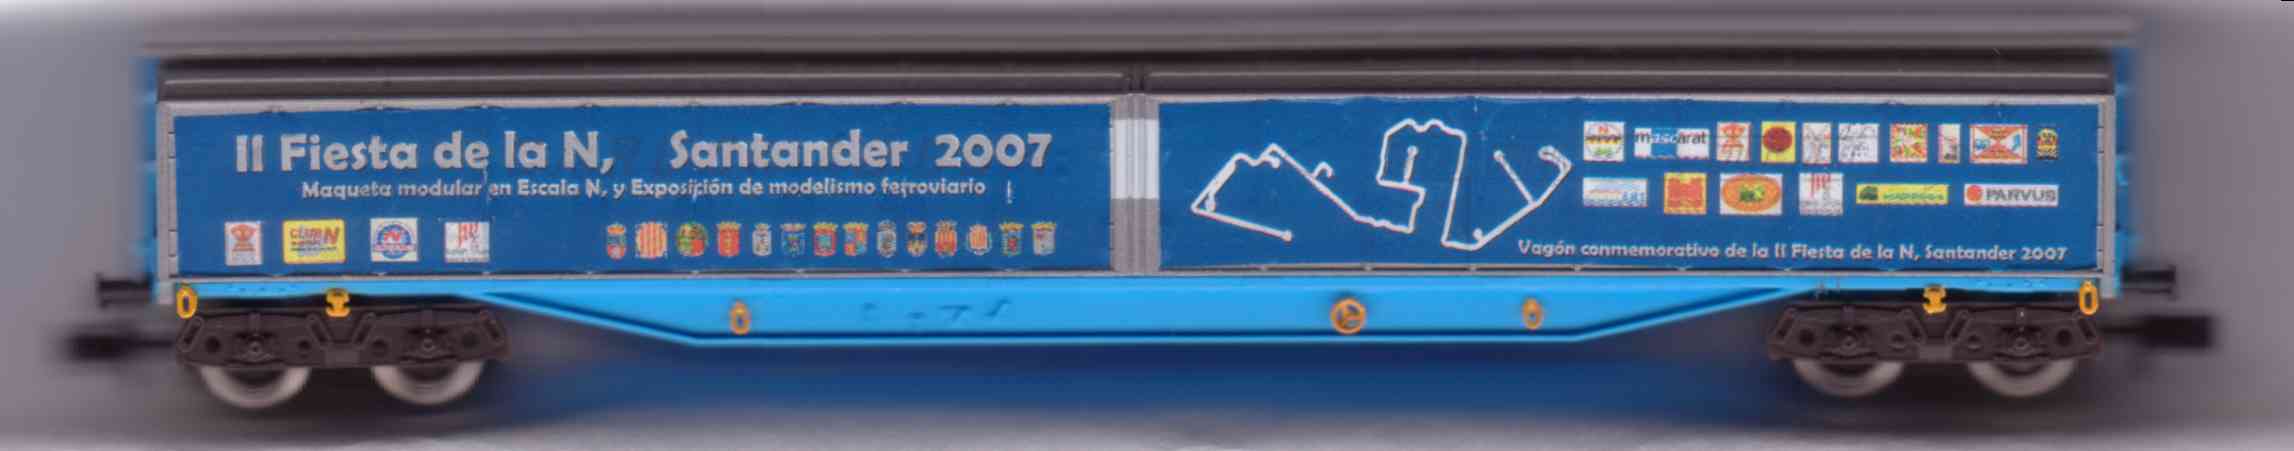 II Fiesta de la N, Santander 2007
Maqueta modular en Escala N, y Exposición de modelismo ferroviario
mascarat
PARVUS
Vagón conmemorativo de la II Fiesta de la N, Santander 2007